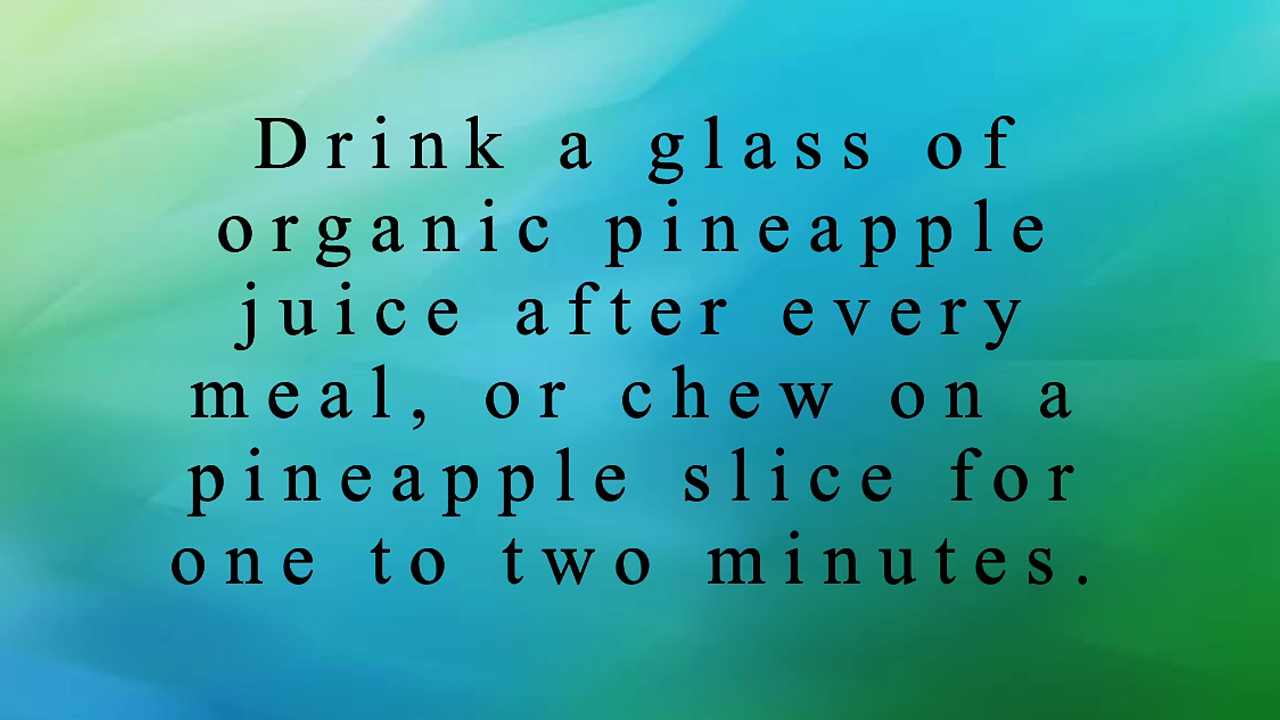 Drink a glass of
organic pineapple
juice after every
meal, or chew on a
pineapple slice for
one to two minutes.